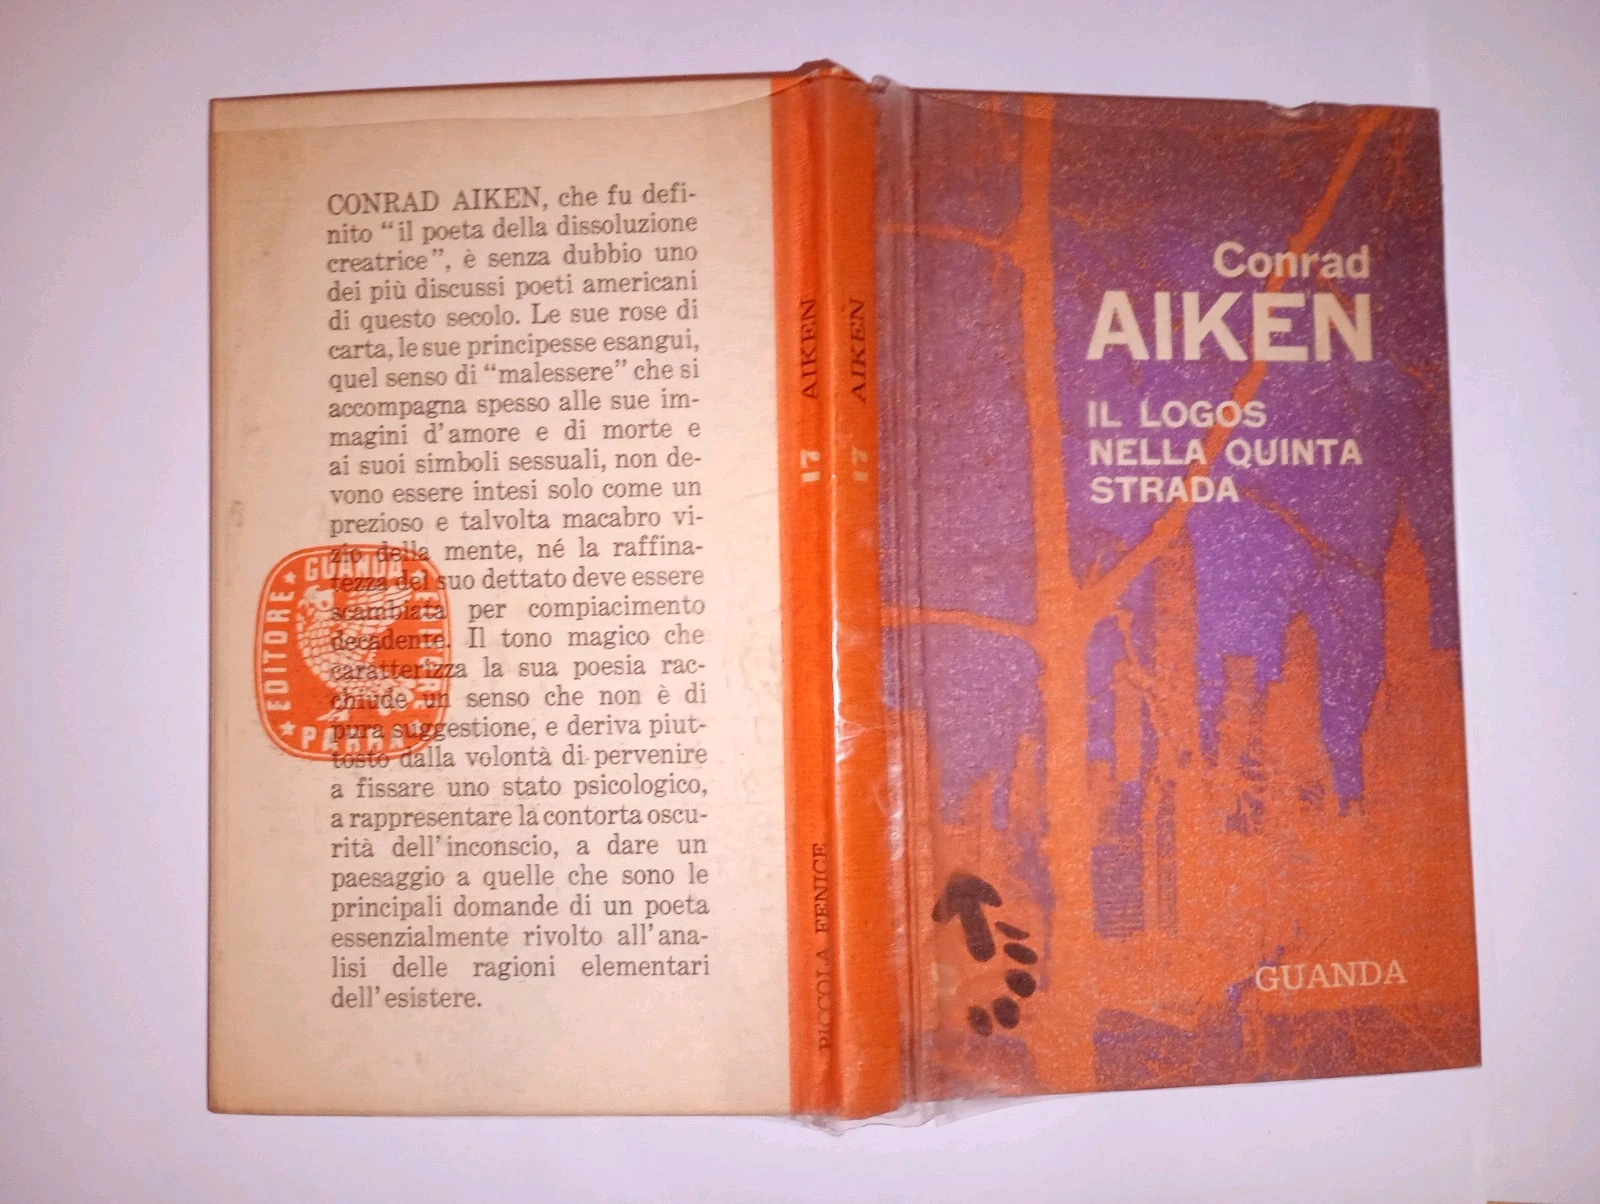 CONRAD AIKEN, che fu defi-
nito “il poeta della dissoluzione
creatrice”, è senza dubbio uno
dei più discussi poeti americani
di questo secolo. Le sue rose di
carta, le sue principesse esangui,
quel senso di “malessere” che si
accompagna spesso alle sue im-
magini d'amore e di morte e
ai suoi simboli sessuali, non de-
vono essere intesi solo come un
prezioso e talvolta macabro vi-
zio della mente, né la raffina-
tezza del suo dettato deve essere
scambiata per compiacimento
decadente. Il tono magico che
caratterizza la sua poesia rac-
chiude un senso che non è di
pura suggestione, e deriva piut-
tosto dalla volontà di pervenire
a fissare uno stato psicologico,
a rappresentare la contorta oscu-
rità dell'inconscio, a dare un
paesaggio a quelle che sono le
principali domande di un poeta
essenzialmente rivolto all'ana-
lisi delle ragioni elementari
dell'esistere.
EDITORE ★ GUANDA ★ EDITORE ★ PARMA ★
AIKEN
17
PICCOLA FENICE
AIKEN
17
Conrad
AIKEN
IL LOGOS
NELLA QUINTA
STRADA
GUANDA